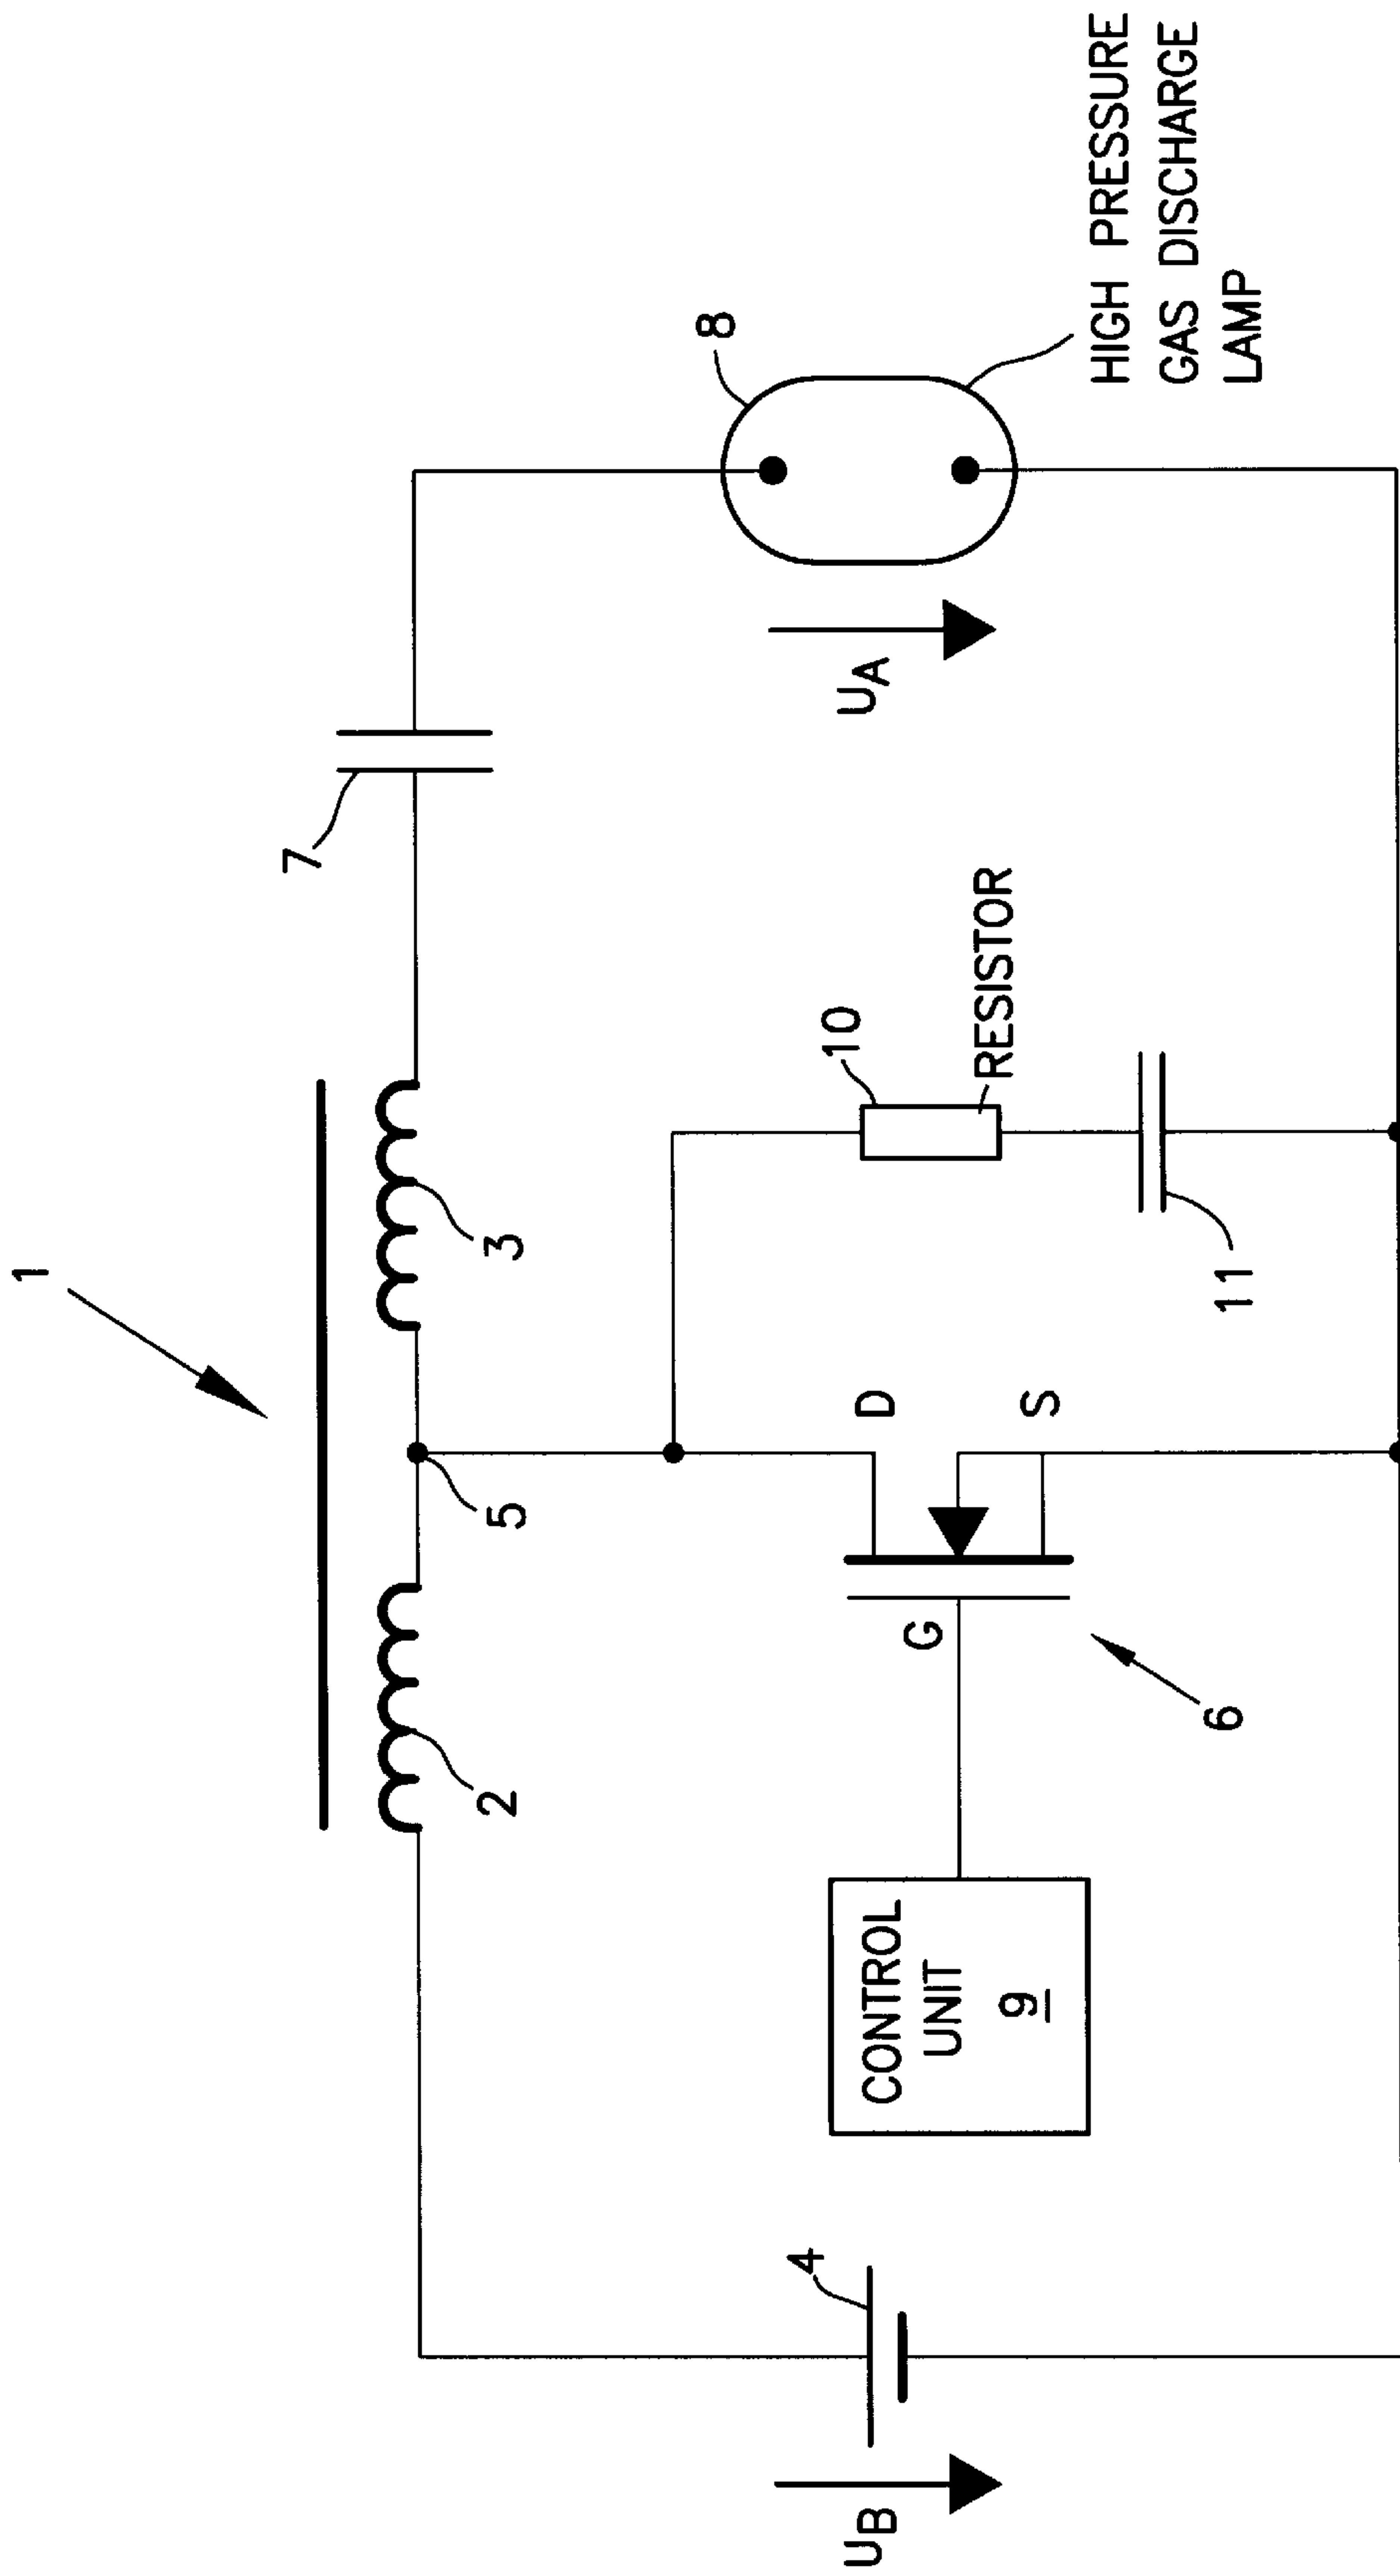 1
7
8
HIGH PRESSURE
GAS DISCHARGE
LAMP
UA
3
10
RESISTOR
11
5
D
S
G
6
2
CONTROL
UNIT
9
4
UB